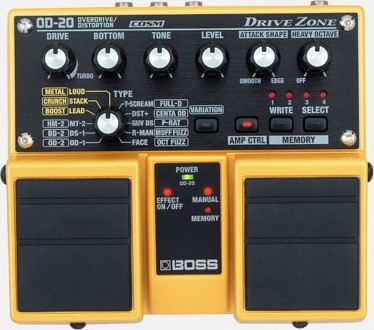 OD-20 OVERDRIVE/ DISTORTION COSM DRIVE ZONE
DRIVE BOTTOM TONE LEVEL ATTACK SHAPE HEAVY OCTAVE
TURBO SMOOTH EDGE OFF
TYPE
METAL LOUD
CRUNCH STACK
BOOST LEAD
HM-2 MT-2
BD-2 DS-1
OD-2 OD-1
T-SCREAM FULL-D
DST+ CENTA OD
GUV DS P-RAT
R-MAN MUFF FUZZ
FACE OCT FUZZ
VARIATION
1 2 3 4
WRITE SELECT
AMP CTRL MEMORY
POWER
OD-20
EFFECT ON/OFF
MANUAL
MEMORY
BOSS